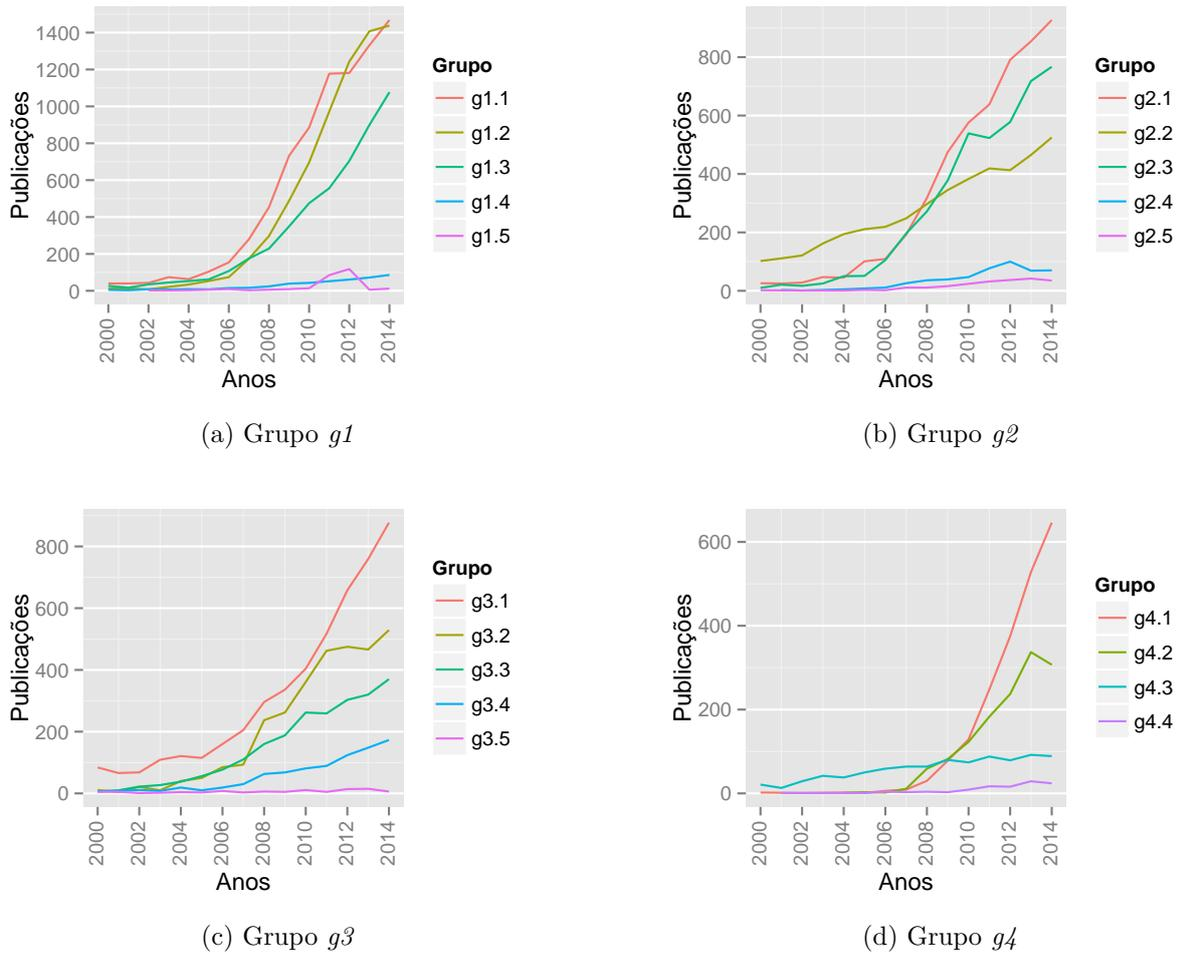 1400
1200
1000
800
600
400
200
0
Publicações
2000
2002
2004
2006
2008
2010
2012
2014
Anos
Grupo
g1.1
g1.2
g1.3
g1.4
g1.5
(a) Grupo g1
800
600
400
200
0
Publicações
2000
2002
2004
2006
2008
2010
2012
2014
Anos
Grupo
g2.1
g2.2
g2.3
g2.4
g2.5
(b) Grupo g2
800
600
400
200
0
Publicações
2000
2002
2004
2006
2008
2010
2012
2014
Anos
Grupo
g3.1
g3.2
g3.3
g3.4
g3.5
(c) Grupo g3
600
400
200
0
Publicações
2000
2002
2004
2006
2008
2010
2012
2014
Anos
Grupo
g4.1
g4.2
g4.3
g4.4
(d) Grupo g4